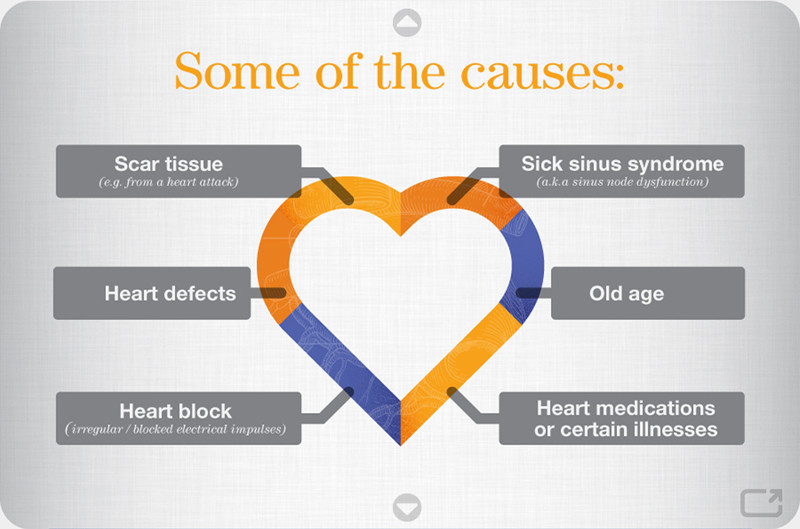 Some of the causes:
Scar tissue
(e.g. from a heart attack)
Sick sinus syndrome
(a.k.a sinus node dysfunction)
Heart defects
Old age
Heart block
(irregular / blocked electrical impulses)
Heart medications
or certain illnesses